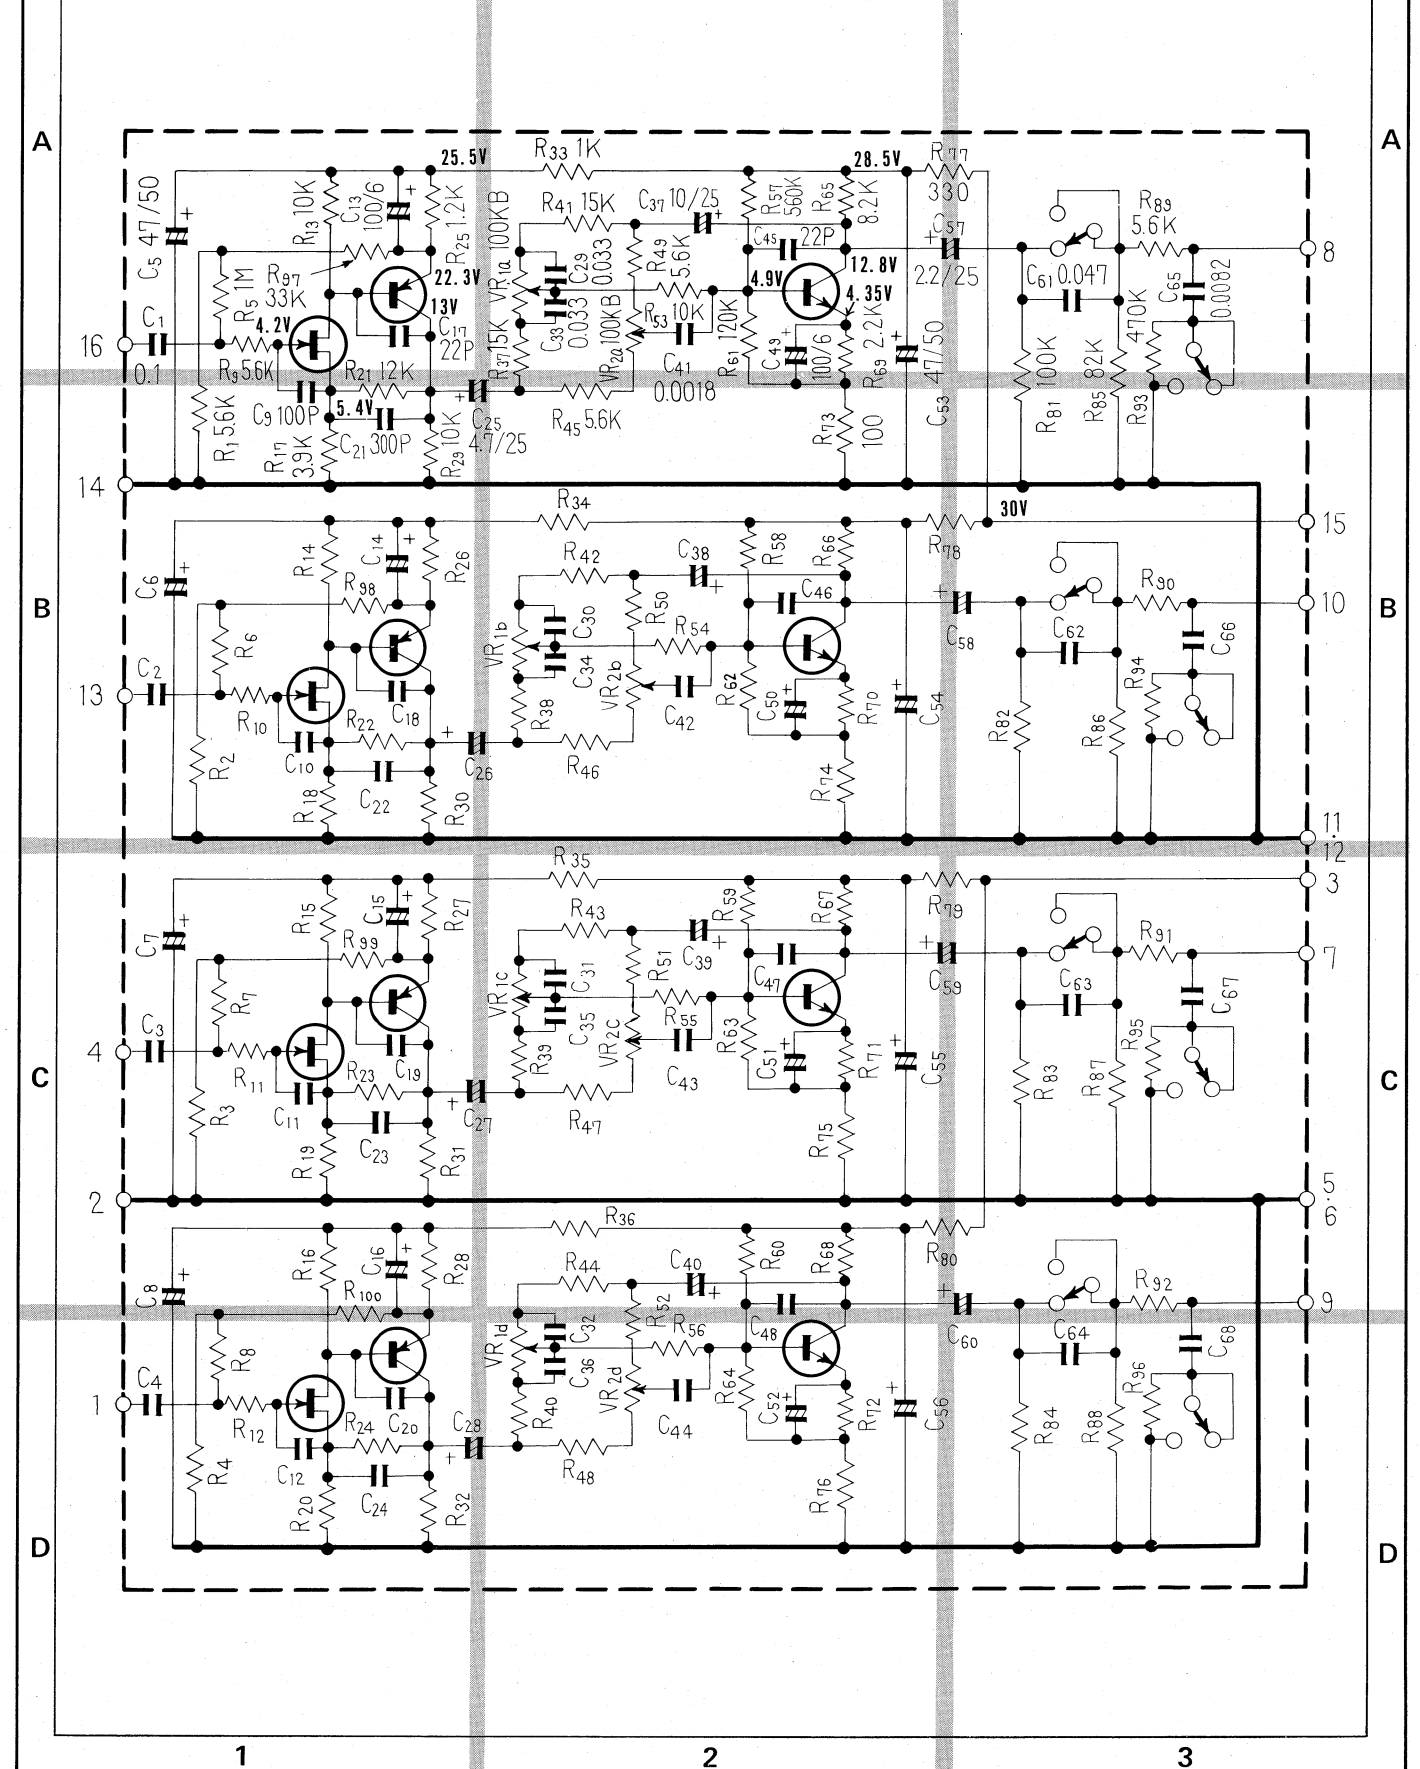 A
A
R33 1K
25.5V
28.5V
R77
330
C5 47/50
R13 10K
C13
100/6
R25 1.2K
VR1a 100KB
R41 15K
C37 10/25
R57
560K
R65
8.2K
C57
2.2/25
R89
5.6K
8
R97
33K
R5 1M
22.3V
13V
C29
0.033
R49
5.6K
C45 22P
4.9V
12.8V
4.35V
C61 0.047
C65
0.0082
C1
16
0.1
4.2V
R9 5.6K
C17
22P
R21 12K
R37 15K
C33
0.033
VR2a 100KB
R53 10K
C41
0.0018
R61 120K
C49
100/6
R69 2.2K
47/50
C53
100K
R81
82K
R85
470K
R93
R1 5.6K
C9 100P
5.4V
R17
3.9K
C21 300P
R29 10K
C25
4.7/25
R45 5.6K
R73
100
14
R34
30V
15
C6
R14
C14
R26
R42
C38
R58
R66
R78
B
R98
R6
R50
C46
C58
R90
10
B
VR1b
C30
C34
R54
C62
C66
C2
13
R10
R22
C18
R38
VR2b
C42
R62
C50
R70
C54
R82
R86
R94
R2
C10
C22
C26
R46
R74
R18
R30
11
12
R35
3
C7
R15
C15
R27
R43
R59
R67
R79
R99
R7
R51
C39
C47
C59
R91
7
VR1c
C31
C35
R55
C63
C67
C3
4
R11
R23
C19
R39
VR2c
C43
R63
C51
R71
C55
R83
R87
R95
C
C
R3
C11
C23
C27
R47
R75
R19
R31
2
5
6
R36
R16
C16
R28
R44
C40
R60
R68
R80
C8
R100
R8
R52
C48
C60
R92
9
VR1d
C32
C36
R56
C64
C68
C4
1
R12
R24
C20
C28
R40
VR2d
C44
R64
C52
R72
C56
R84
R88
R96
R4
C12
C24
R48
R76
R20
R32
D
D
1
2
3